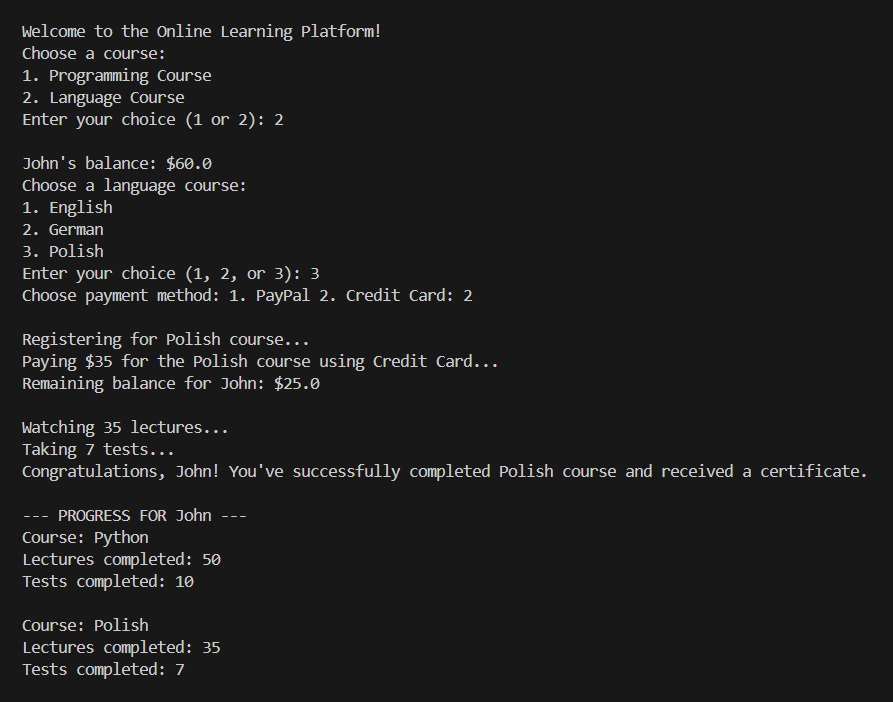 Welcome to the Online Learning Platform!
Choose a course:
1. Programming Course
2. Language Course
Enter your choice (1 or 2): 2
John's balance: $60.0
Choose a language course:
1. English
2. German
3. Polish
Enter your choice (1, 2, or 3): 3
Choose payment method: 1. PayPal 2. Credit Card: 2
Registering for Polish course...
Paying $35 for the Polish course using Credit Card...
Remaining balance for John: $25.0
Watching 35 lectures...
Taking 7 tests...
Congratulations, John! You've successfully completed Polish course and received a certificate.
--- PROGRESS FOR John ---
Course: Python
Lectures completed: 50
Tests completed: 10
Course: Polish
Lectures completed: 35
Tests completed: 7